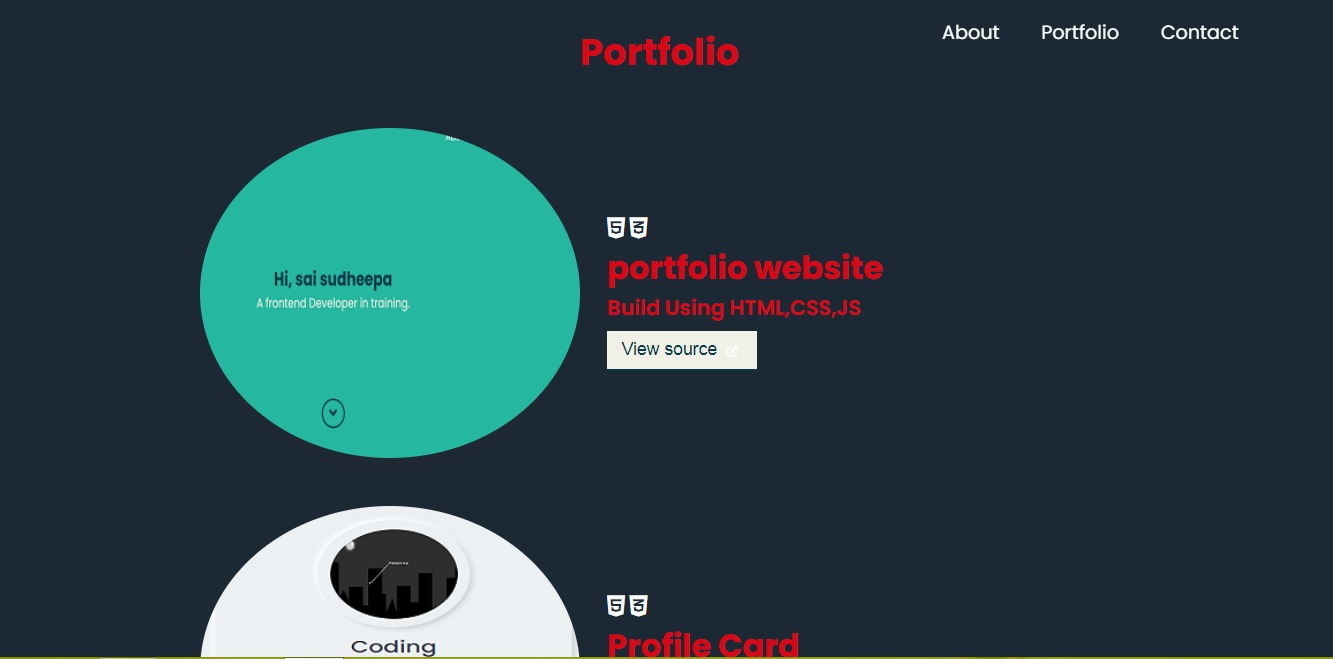 About Portfolio Contact
Portfolio
Hi, sai sudheepa
A frontend Developer in training.
portfolio website
Build Using HTML,CSS,JS
View source
Coding
Profile Card